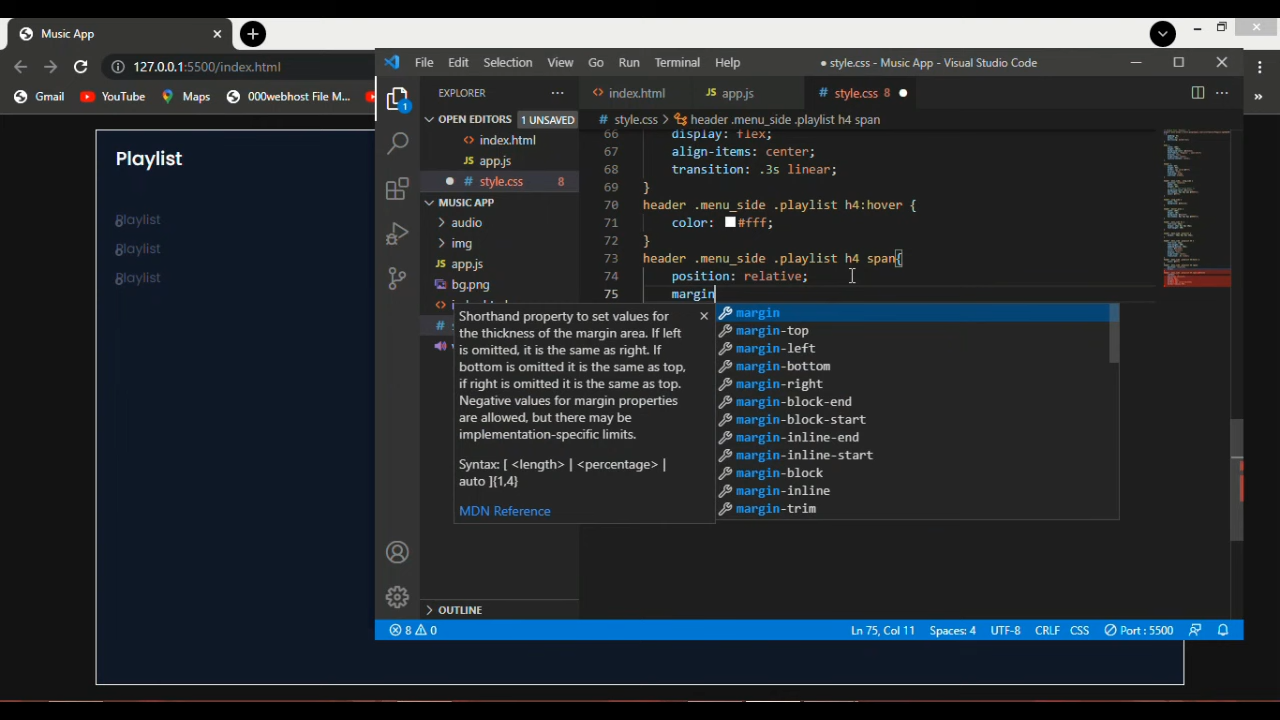 Music App
127.0.0.1:5500/index.html
Gmail YouTube Maps 000webhost File M...
Playlist
Playlist
Playlist
Playlist
File Edit Selection View Go Run Terminal Help
● style.css - Music App - Visual Studio Code
EXPLORER
index.html app.js style.css 8
OPEN EDITORS 1 UNSAVED
style.css > header .menu_side .playlist h4 span
index.html
app.js
style.css 8
MUSIC APP
audio
img
app.js
bg.png
1
66 display: flex;
67 align-items: center;
68 transition: .3s linear;
69 }
70 header .menu_side .playlist h4:hover {
71 color: #fff;
72 }
73 header .menu_side .playlist h4 span{
74 position: relative;
75 margin
Shorthand property to set values for
the thickness of the margin area. If left
is omitted, it is the same as right. If
bottom is omitted it is the same as top,
if right is omitted it is the same as top.
Negative values for margin properties
are allowed, but there may be
implementation-specific limits.
Syntax: [ <length> | <percentage> |
auto ]{1,4}
MDN Reference
margin
margin-top
margin-left
margin-bottom
margin-right
margin-block-end
margin-block-start
margin-inline-end
margin-inline-start
margin-block
margin-inline
margin-trim
OUTLINE
8 0 Ln 75, Col 11 Spaces: 4 UTF-8 CRLF CSS Port : 5500